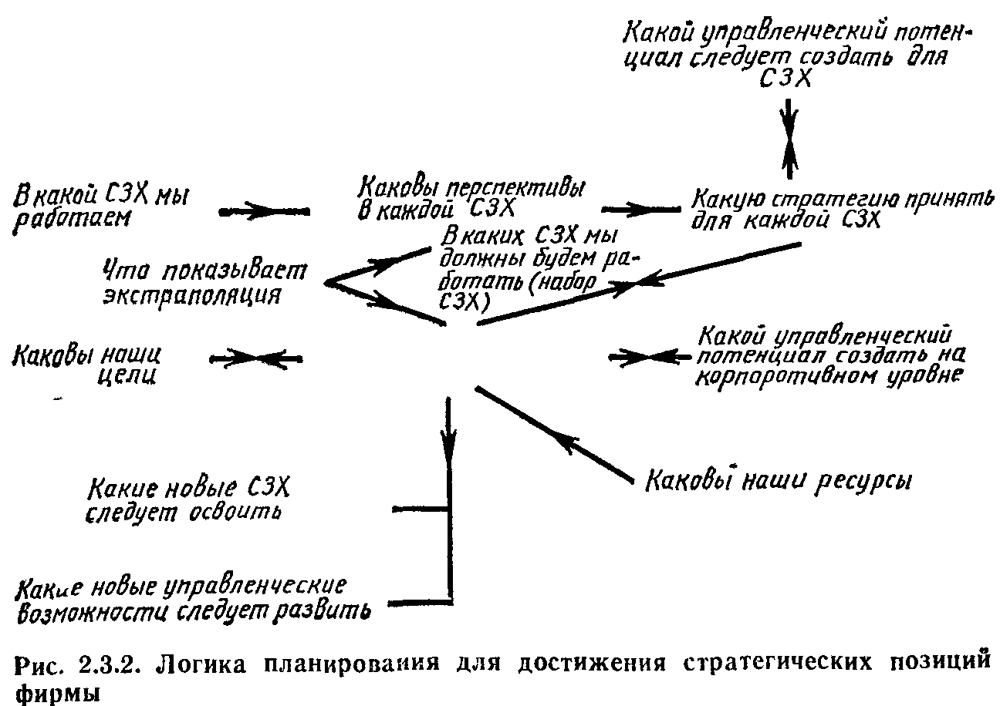 Какой управленческий потен-
циал следует создать для
СЗХ
В какой СЗХ мы
работаем
Каковы перспективы
в каждой СЗХ
Какую стратегию принять
для каждой СЗХ
Что показывает
экстраполяция
В каких СЗХ мы
должны будем ра-
ботать (набор
СЗХ)
Каковы наши
цели
Какой управленческий
потенциал создать на
корпоротивном уровне
Какие новые СЗХ
следует освоить
Каковы наши ресурсы
Какие новые управленческие
возможности следует развить
Рис. 2.3.2. Логика планирования для достижения стратегических позиций
фирмы